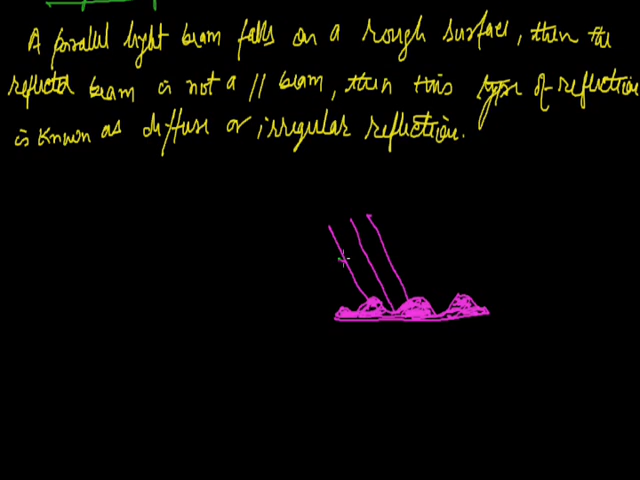 A parallel light beam falls on a rough surface, then the
reflected beam is not a // beam, then this type of reflection
is known as diffuse or irregular reflection.